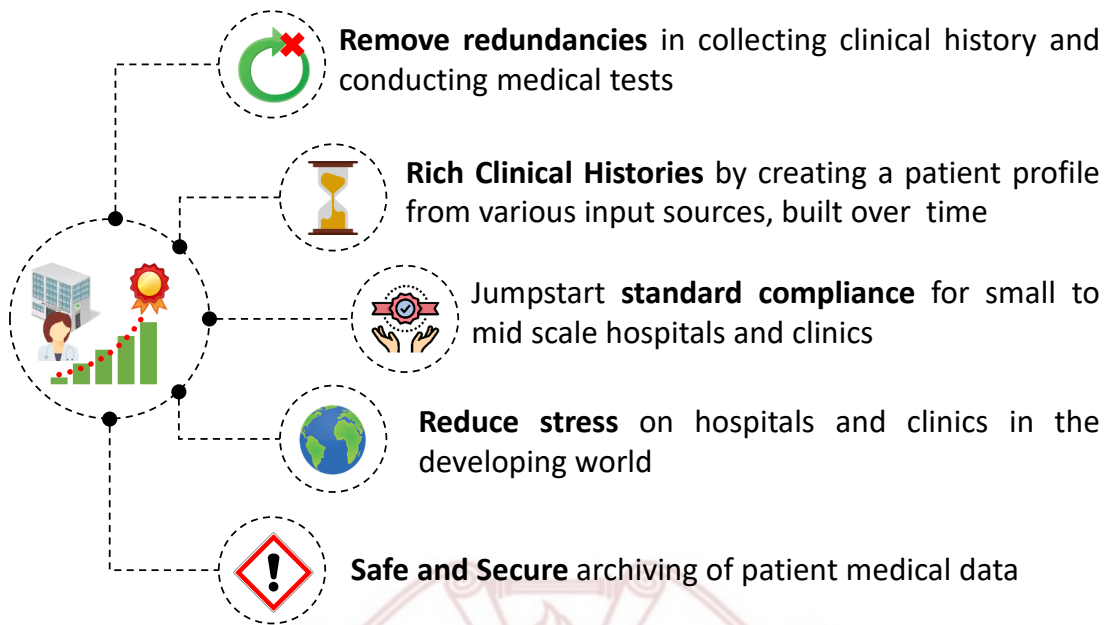 Remove redundancies in collecting clinical history and
conducting medical tests
Rich Clinical Histories by creating a patient profile
from various input sources, built over time
Jumpstart standard compliance for small to
mid scale hospitals and clinics
Reduce stress on hospitals and clinics in the
developing world
Safe and Secure archiving of patient medical data